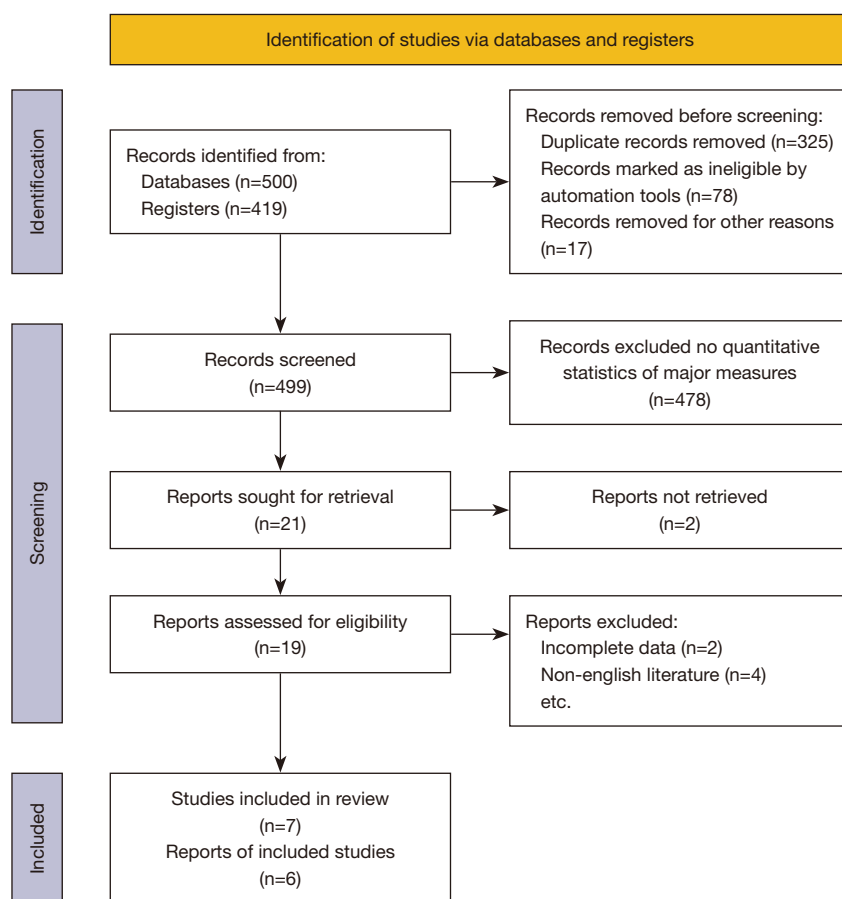 Identification of studies via databases and registers
Identification
Records identified from:
Databases (n=500)
Registers (n=419)
Records removed before screening:
Duplicate records removed (n=325)
Records marked as ineligible by
automation tools (n=78)
Records removed for other reasons
(n=17)
Screening
Records screened
(n=499)
Records excluded no quantitative
statistics of major measures
(n=478)
Reports sought for retrieval
(n=21)
Reports not retrieved
(n=2)
Reports assessed for eligibility
(n=19)
Reports excluded:
Incomplete data (n=2)
Non-english literature (n=4)
etc.
Included
Studies included in review
(n=7)
Reports of included studies
(n=6)